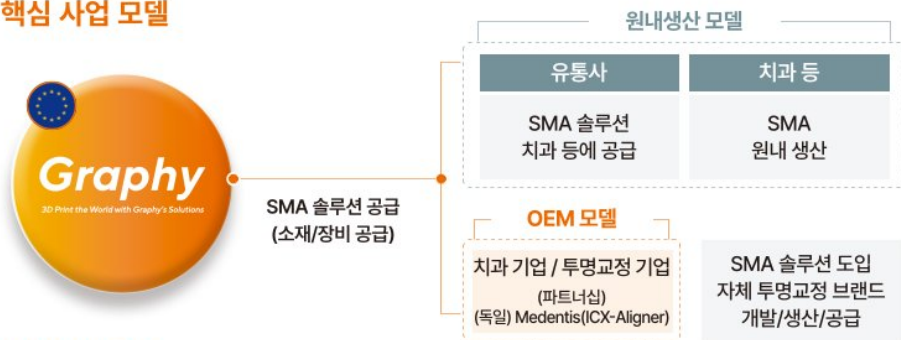 핵심 사업 모델
원내생산 모델
유통사
치과 등
SMA 솔루션
치과 등에 공급
SMA
원내 생산
Graphy
3D Print the World with Graphy's Solutions
SMA 솔루션 공급
(소재/장비 공급)
OEM 모델
치과 기업 / 투명교정 기업
(파트너십)
(독일) Medentis(ICX-Aligner)
SMA 솔루션 도입
자체 투명교정 브랜드
개발/생산/공급